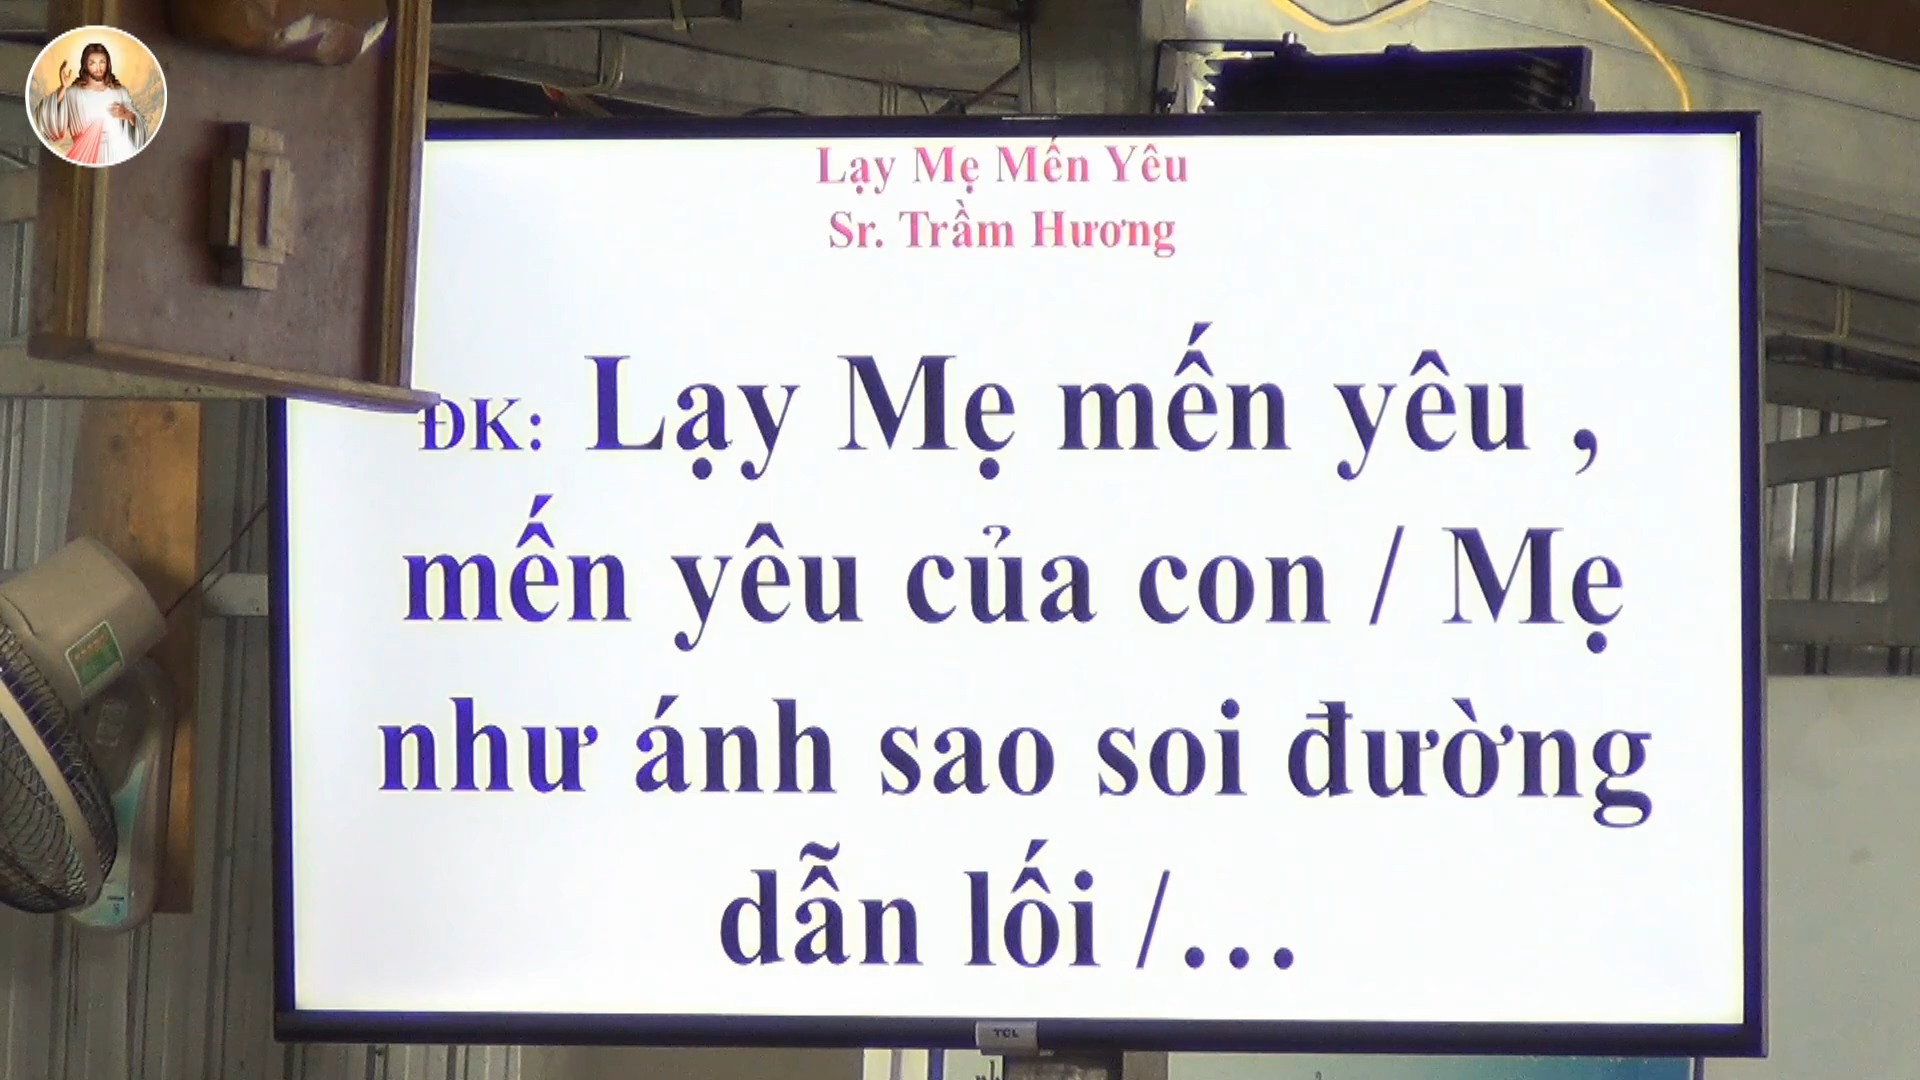 Lạy Mẹ Mến Yêu
Sr. Trầm Hương
ĐK: Lạy Mẹ mến yêu ,
mến yêu của con / Mẹ
như ánh sao soi đường
dẫn lối /...
TCL